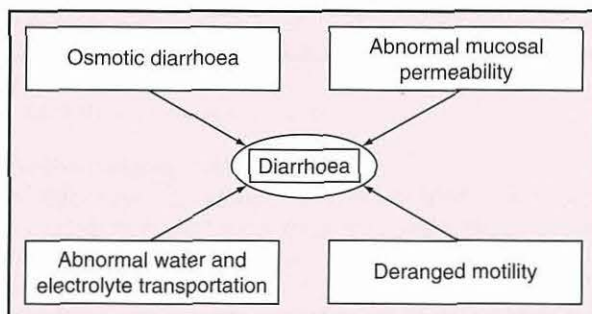 Osmotic diarrhoea
Abnormal mucosal
permeability
Diarrhoea
Abnormal water and
electrolyte transportation
Deranged motility